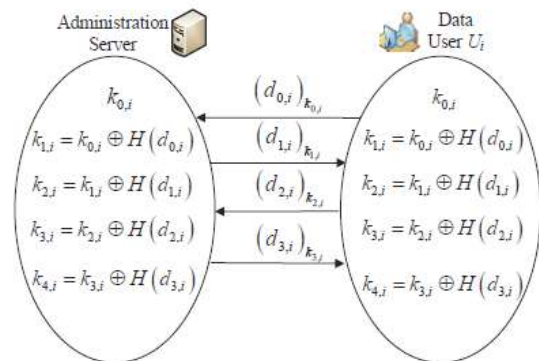 Administration
Server
Data
User U_i
k_{0,i}
k_{1,i} = k_{0,i} ⊕ H(d_{0,i})
k_{2,i} = k_{1,i} ⊕ H(d_{1,i})
k_{3,i} = k_{2,i} ⊕ H(d_{2,i})
k_{4,i} = k_{3,i} ⊕ H(d_{3,i})
(d_{0,i})_{k_{0,i}}
(d_{1,i})_{k_{1,i}}
(d_{2,i})_{k_{2,i}}
(d_{3,i})_{k_{3,i}}
k_{0,i}
k_{1,i} = k_{0,i} ⊕ H(d_{0,i})
k_{2,i} = k_{1,i} ⊕ H(d_{1,i})
k_{3,i} = k_{2,i} ⊕ H(d_{2,i})
k_{4,i} = k_{3,i} ⊕ H(d_{3,i})